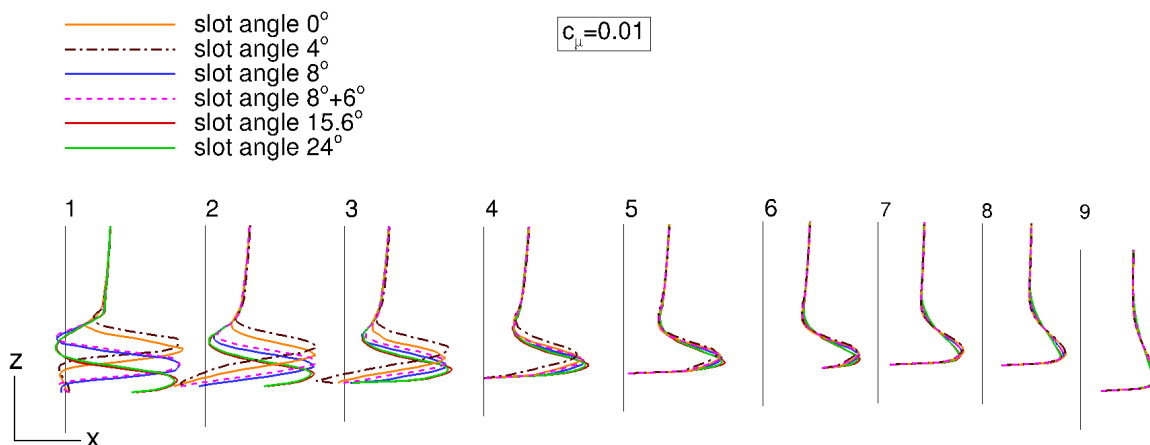 slot angle 0°
slot angle 4°
slot angle 8°
slot angle 8°+6°
slot angle 15.6°
slot angle 24°
cμ=0.01
1 2 3 4 5 6 7 8 9
Z
X